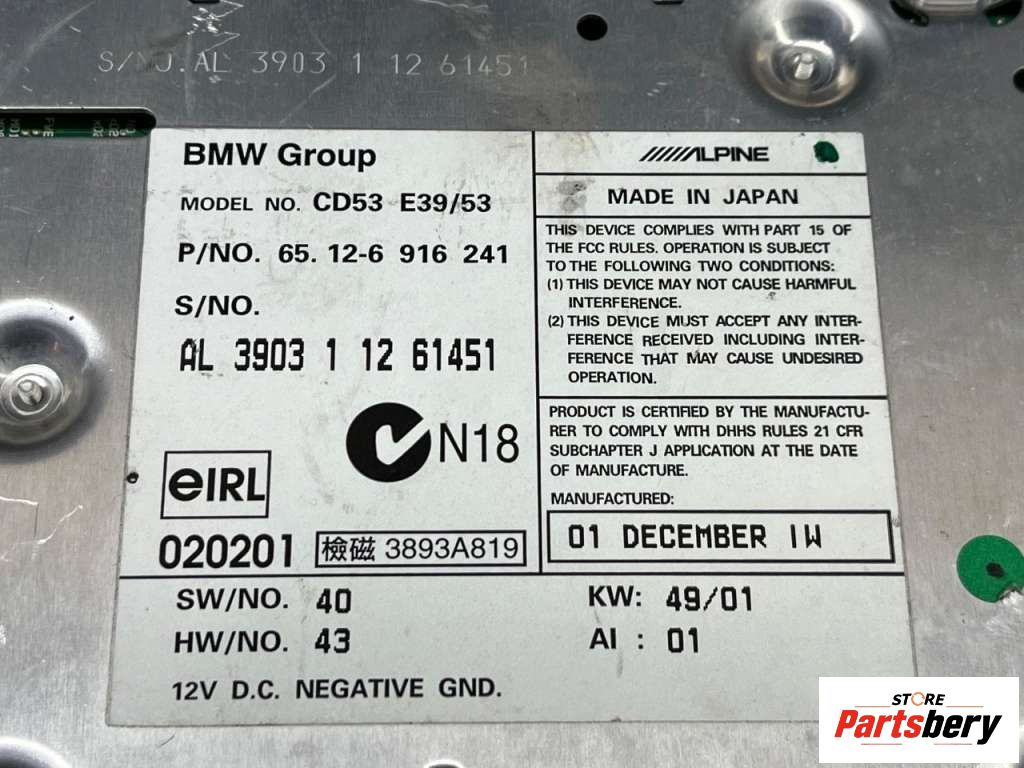 S/NJ.AL 3903 1 12 61451
BMW Group
MODEL NO. CD53 E39/53
P/NO. 65. 12-6 916 241
S/NO.
AL 3903 1 12 61451
N18
eIRL
020201
檢磁 3893A819
ALPINE
MADE IN JAPAN
THIS DEVICE COMPLIES WITH PART 15 OF
THE FCC RULES. OPERATION IS SUBJECT
TO THE FOLLOWING TWO CONDITIONS:
(1) THIS DEVICE MAY NOT CAUSE HARMFUL
INTERFERENCE.
(2) THIS DEVICE MUST ACCEPT ANY INTER-
FERENCE RECEIVED INCLUDING INTER-
FERENCE THAT MAY CAUSE UNDESIRED
OPERATION.
PRODUCT IS CERTIFIED BY THE MANUFACTU-
RER TO COMPLY WITH DHHS RULES 21 CFR
SUBCHAPTER J APPLICATION AT THE DATE
OF MANUFACTURE.
MANUFACTURED:
01 DECEMBER IW
SW/NO. 40
HW/NO. 43
12V D.C. NEGATIVE GND.
KW: 49/01
AI : 01
STORE
Partsbery